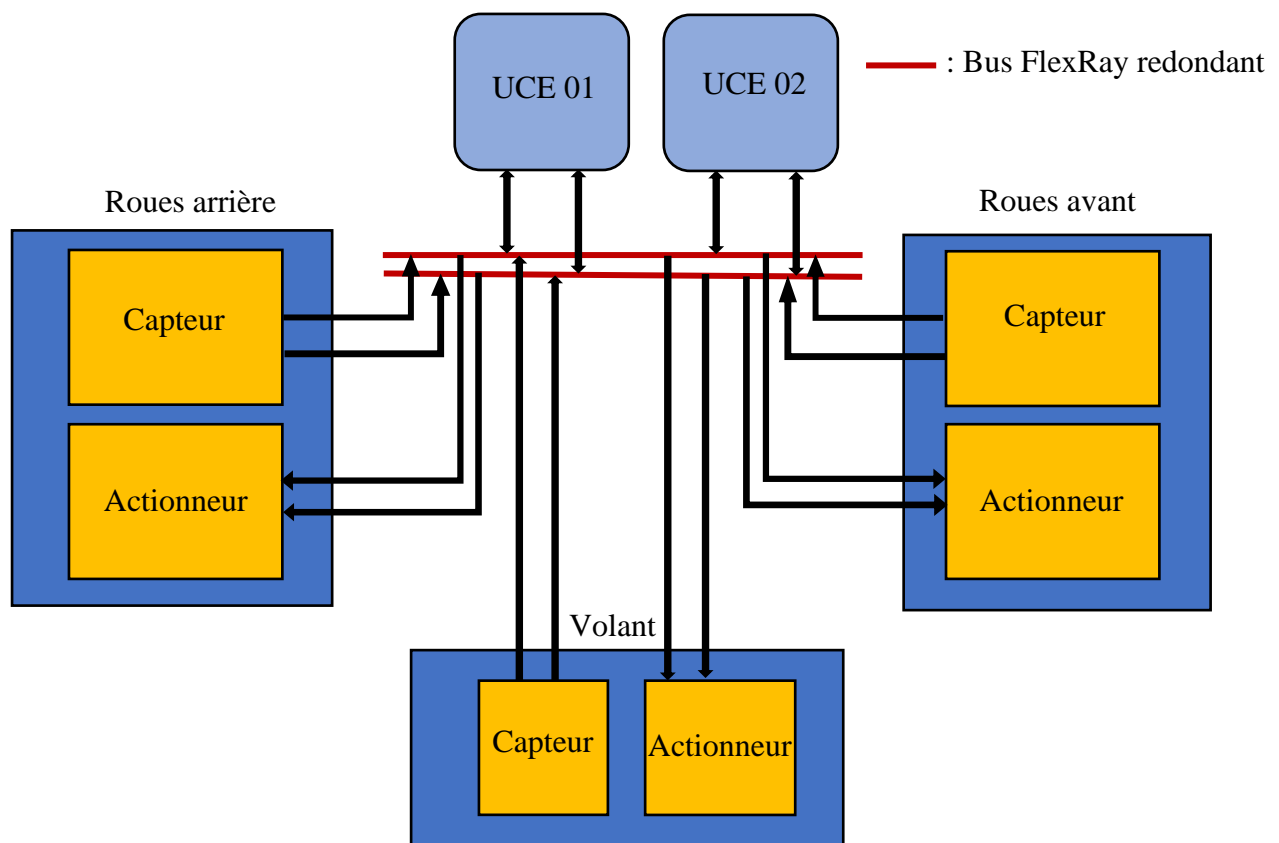 UCE 01
UCE 02
: Bus FlexRay redondant
Roues arrière
Roues avant
Capteur
Capteur
Actionneur
Actionneur
Volant
Capteur
Actionneur